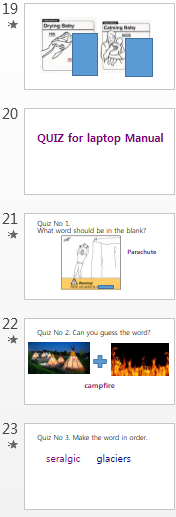 19
Drying Baby
Calming Baby
YES
20
QUIZ for laptop Manual
21
Quiz No 1.
What word should be in the blank?
Parachute
Warning!
22
Quiz No 2. Can you guess the word?
campfire
23
Quiz No 3. Make the word in order.
seralgic glaciers